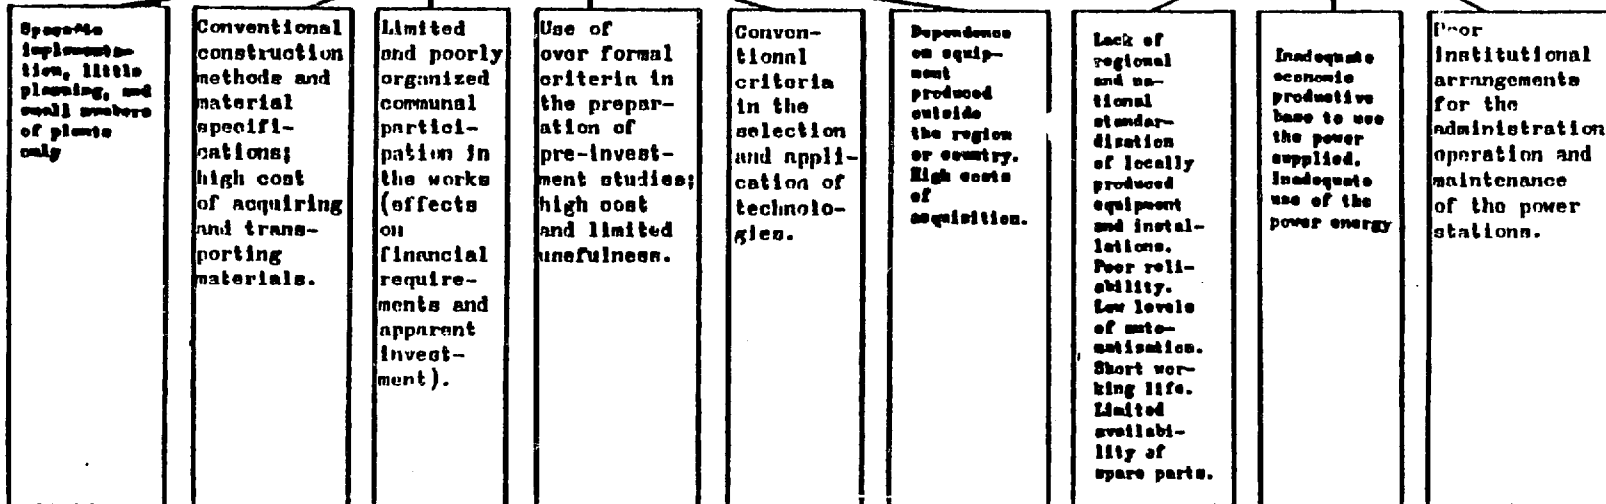 Sporadic
implementa-
tion, little
planning, and
small numbers
of plants
only
Conventional
construction
methods and
material
specifi-
cations;
high cost
of acquiring
and trans-
porting
materials.
Limited
and poorly
organized
communal
partici-
pation in
the works
(effects
on
financial
require-
ments and
apparent
invest-
ment).
Use of
over formal
criteria in
the prepar-
ation of
pre-invest-
ment studies;
high cost
and limited
usefulness.
Conven-
tional
criteria
in the
selection
and appli-
cation of
technolo-
gies.
Dependence
on equip-
ment
produced
outside
the region
or country.
High costs
of
acquisition.
Lack of
regional
and na-
tional
standar-
disation
of locally
produced
equipment
and instal-
lations.
Poor reli-
ability.
Low levels
of auto-
matisation.
Short wor-
king life.
Limited
availabi-
lity of
spare parts.
Inadequate
economic
productive
base to use
the power
supplied.
Inadequate
use of the
power energy
Poor
institutional
arrangements
for the
administration
operation and
maintenance
of the power
stations.